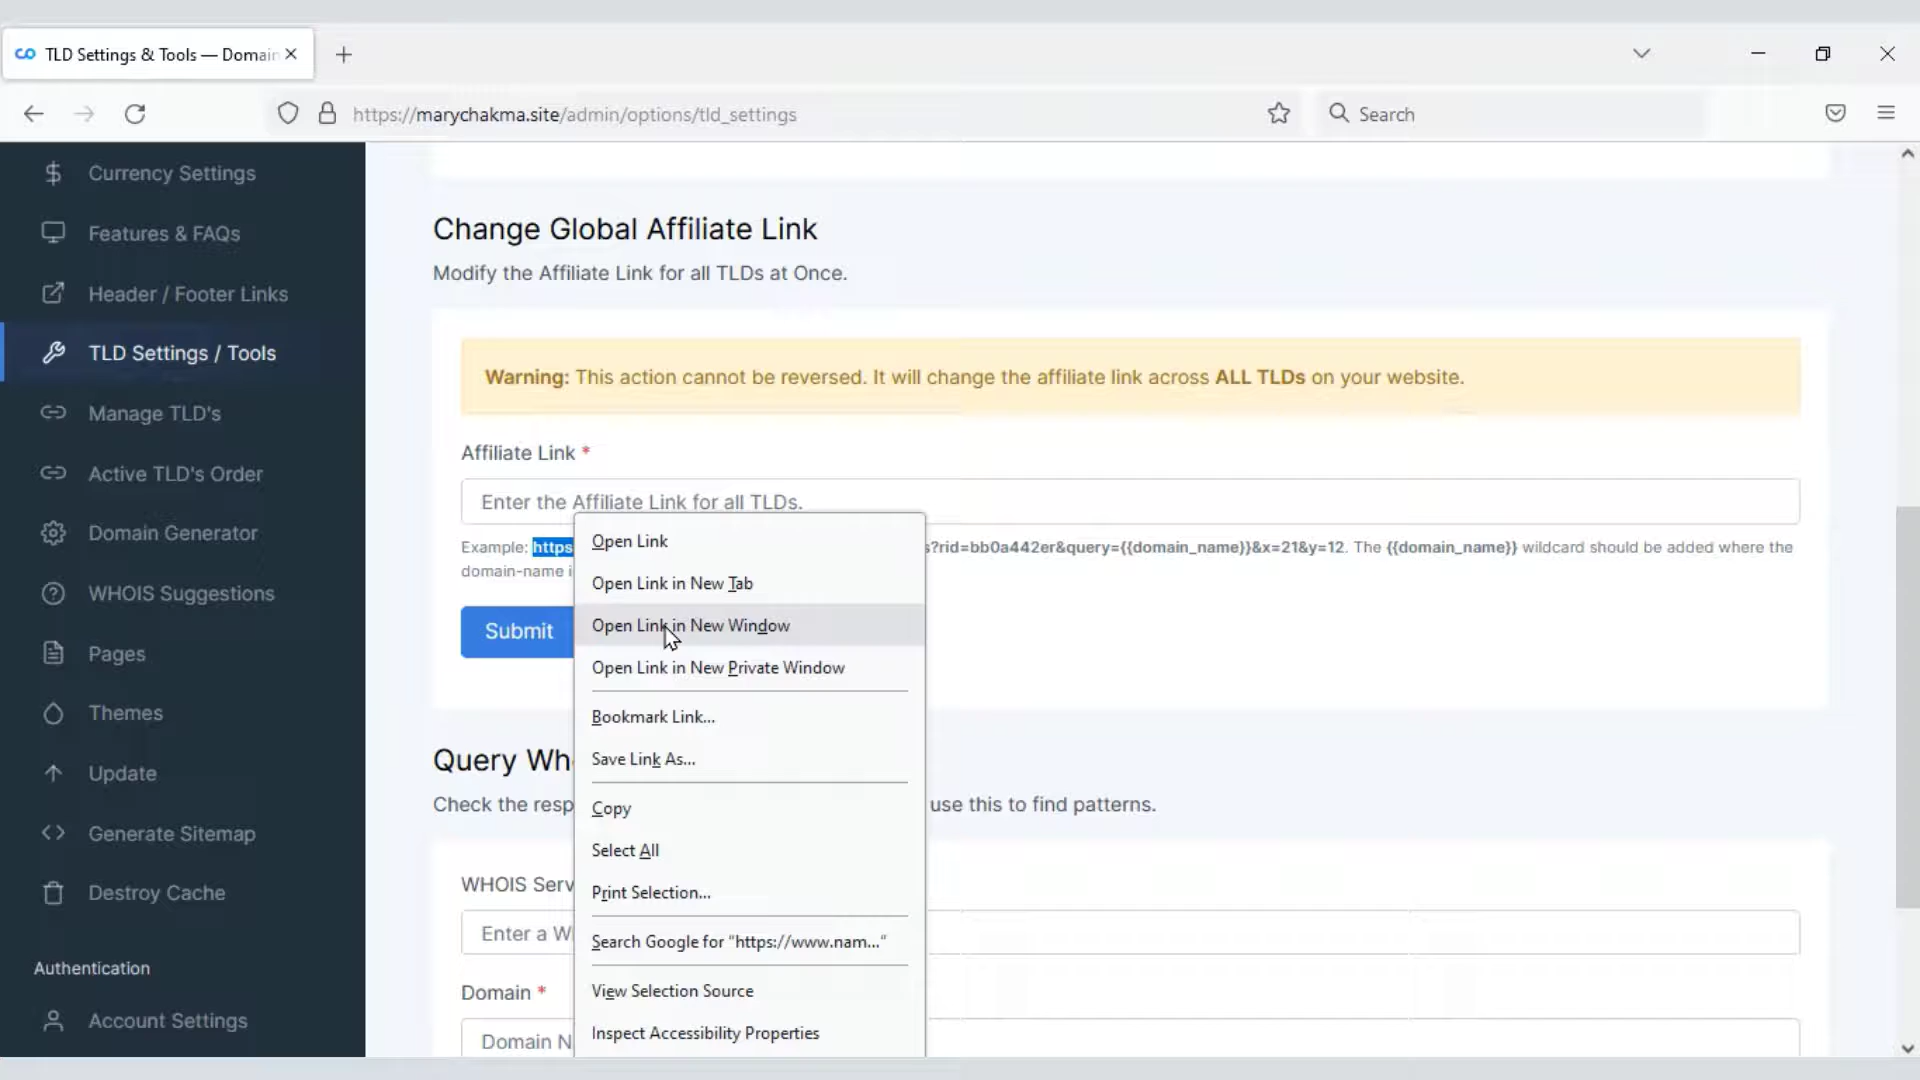 TLD Settings & Tools — Domain
https://marychakma.site/admin/options/tld_settings
Search
Currency Settings
Features & FAQs
Header / Footer Links
TLD Settings / Tools
Manage TLD's
Active TLD's Order
Domain Generator
WHOIS Suggestions
Pages
Themes
Update
Generate Sitemap
Destroy Cache
Authentication
Account Settings
Change Global Affiliate Link
Modify the Affiliate Link for all TLDs at Once.
Warning: This action cannot be reversed. It will change the affiliate link across ALL TLDs on your website.
Affiliate Link *
Enter the Affiliate Link for all TLDs.
Example: https s?rid=bb0a442er&query={{domain_name}}&x=21&y=12. The {{domain_name}} wildcard should be added where the
domain-name i
Submit
Open Link
Open Link in New Tab
Open Link in New Window
Open Link in New Private Window
Bookmark Link...
Save Link As...
Copy
Select All
Print Selection...
Search Google for "https://www.nam..."
View Selection Source
Inspect Accessibility Properties
Query Wh
Check the resp use this to find patterns.
WHOIS Serv
Enter a W
Domain *
Domain N